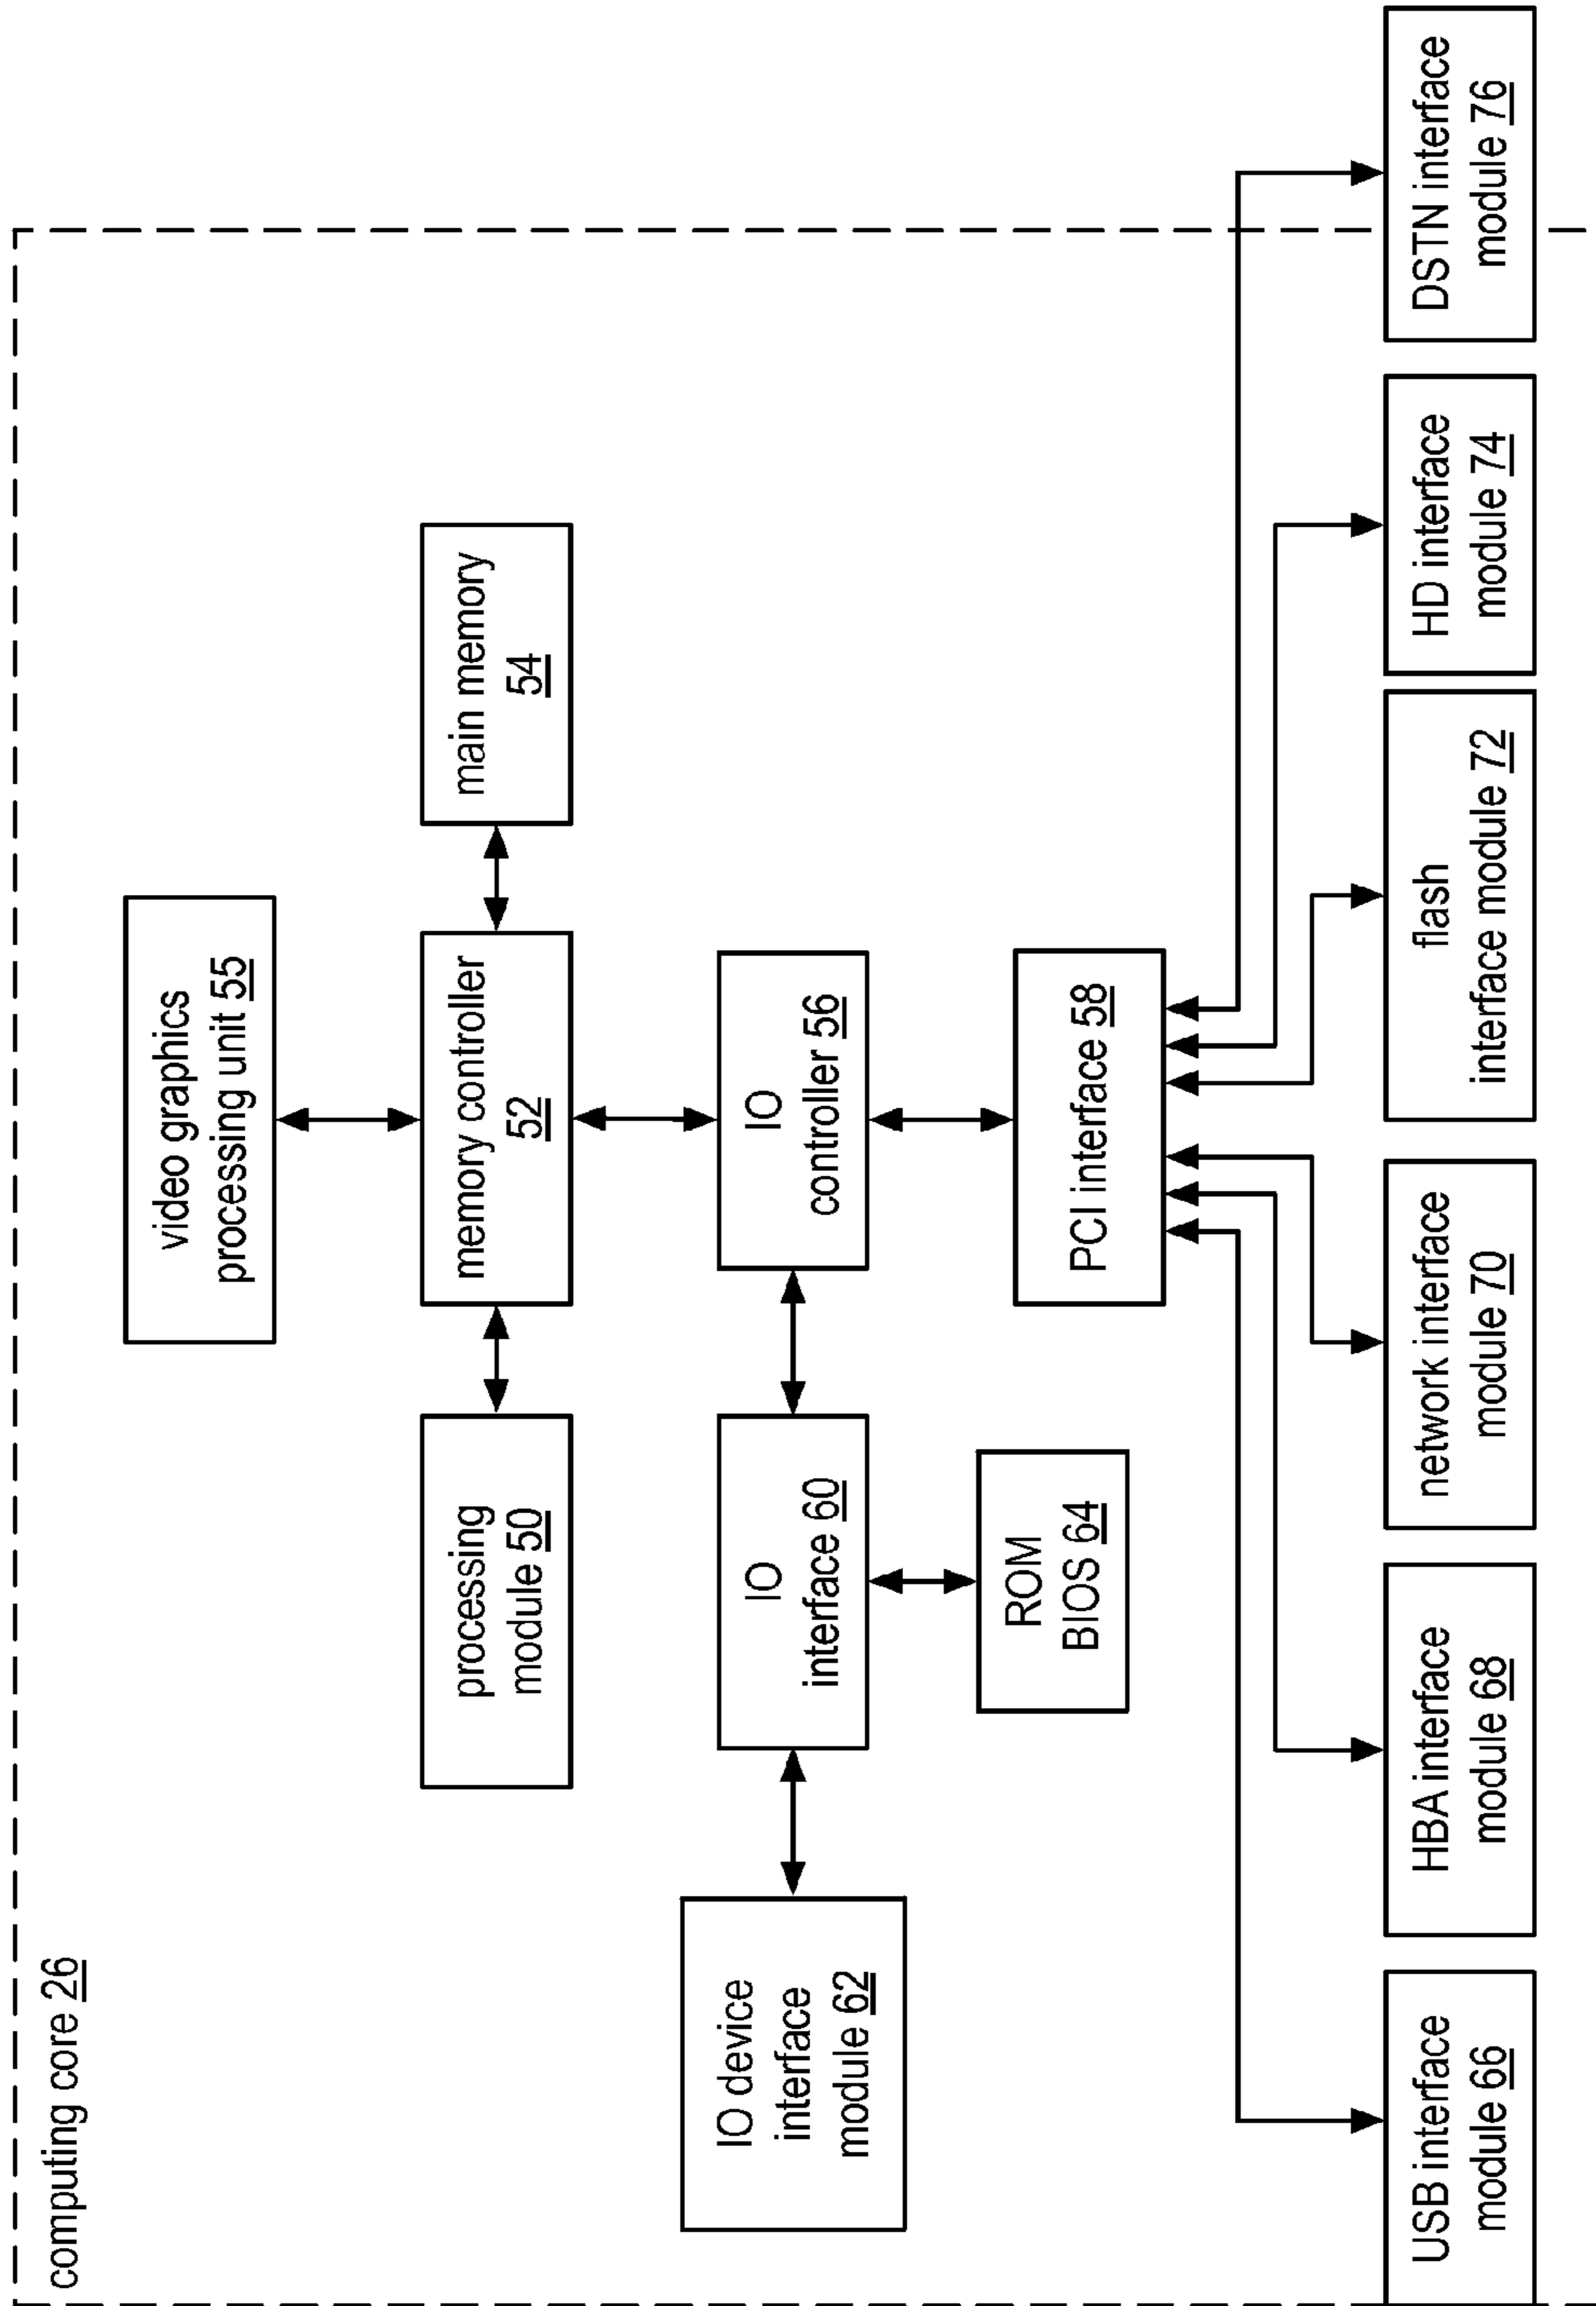 computing core 26
video graphics
processing unit 55
processing
module 50
memory controller
52
main memory
54
IO device
interface
module 62
IO
interface 60
IO
controller 56
ROM
BIOS 64
PCI interface 58
USB interface
module 66
HBA interface
module 68
network interface
module 70
flash
interface module 72
HD interface
module 74
DSTN interface
module 76